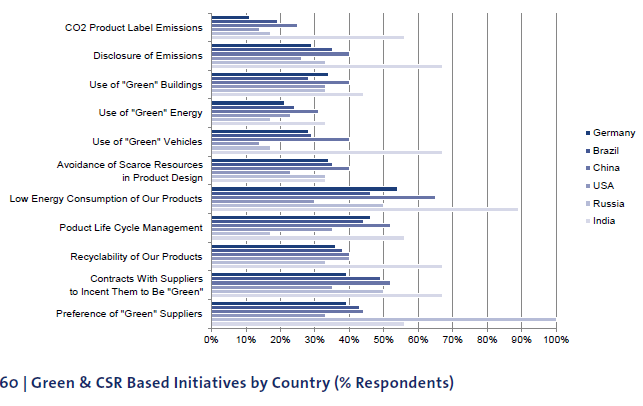 CO2 Product Label Emissions
Disclosure of Emissions
Use of "Green" Buildings
Use of "Green" Energy
Use of "Green" Vehicles
Avoidance of Scarce Resources
in Product Design
Low Energy Consumption of Our Products
Poduct Life Cycle Management
Recyclability of Our Products
Contracts With Suppliers
to Incent Them to Be "Green"
Preference of "Green" Suppliers
0% 10% 20% 30% 40% 50% 60% 70% 80% 90% 100%
Germany
Brazil
China
USA
Russia
India
60 | Green & CSR Based Initiatives by Country (% Respondents)